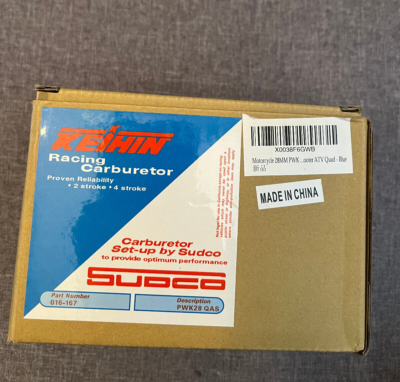 KEIHIN
Racing
Carburetor
Proven Reliability
• 2 stroke • 4 stroke
Carburetor
Set-up by Sudco
to provide optimum performance
SUDCO
Part Number
016-167
Description
PWK28 QAS
X0038F6GWB
Motorcycle 28MM PWK ...ooter ATV Quad - Blue
MADE IN CHINA